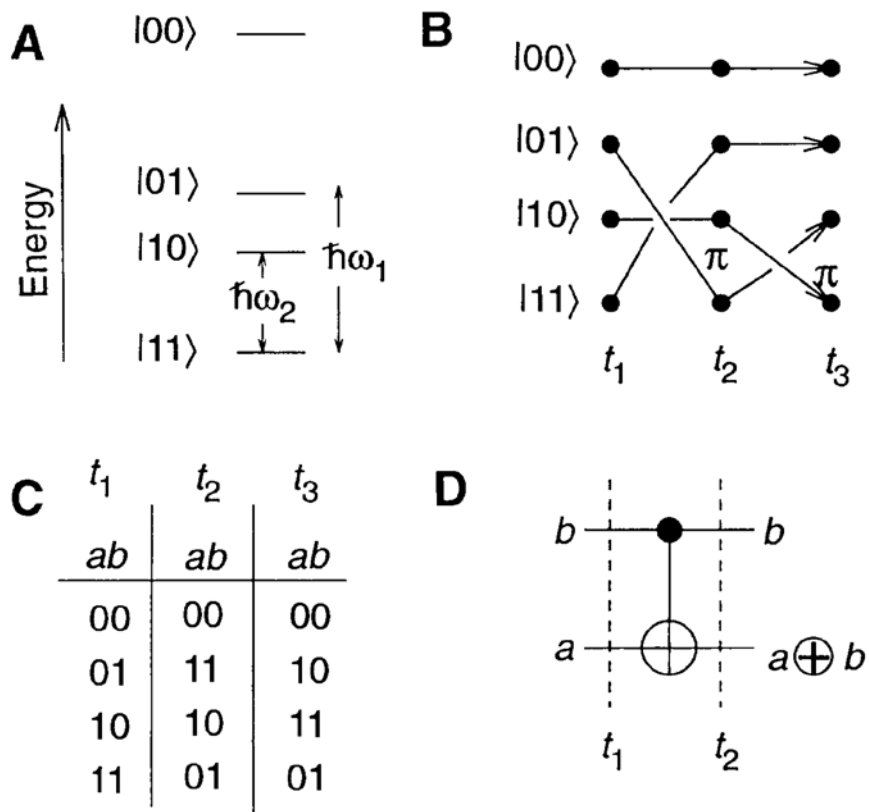 A
|00⟩
|01⟩
|10⟩
|11⟩
Energy
ħω₁
ħω₂
B
|00⟩
|01⟩
|10⟩
|11⟩
π
π
t₁ t₂ t₃
C
t₁ t₂ t₃
ab ab ab
00 00 00
01 11 10
10 10 11
11 01 01
D
b b
a a ⊕ b
t₁ t₂